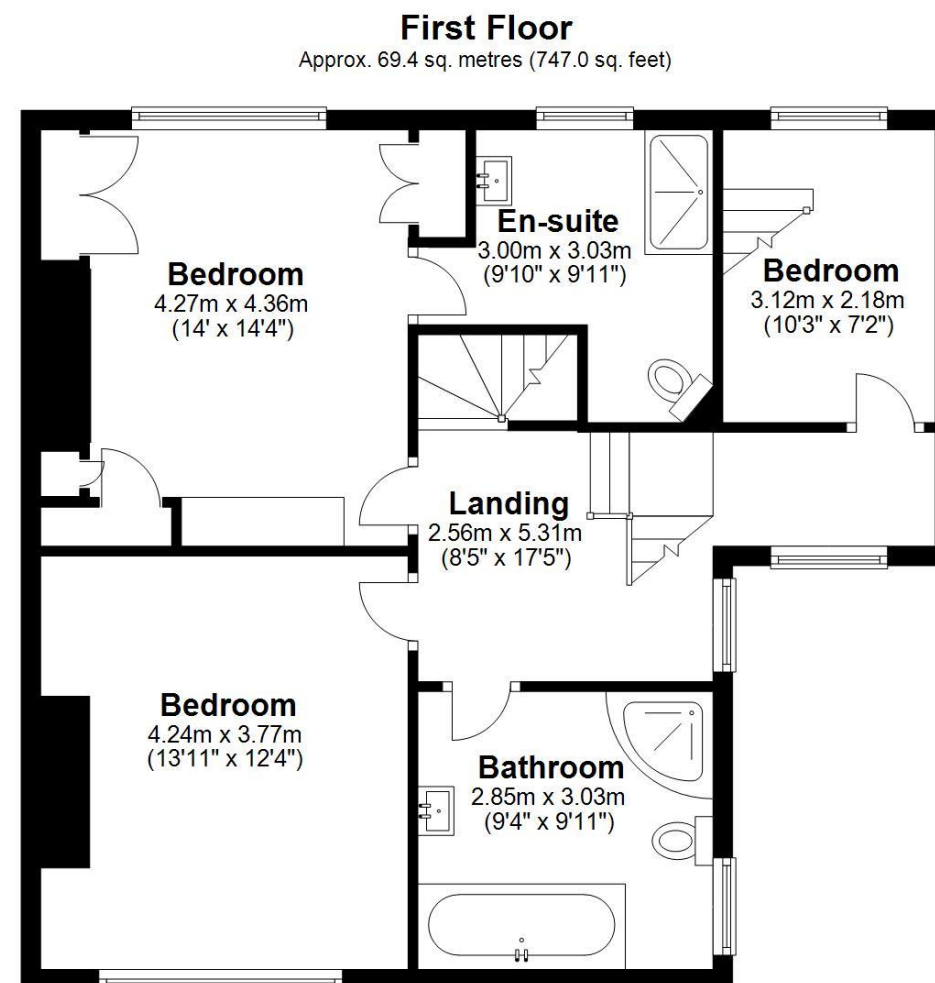 First Floor
Approx. 69.4 sq. metres (747.0 sq. feet)
En-suite
3.00m x 3.03m
(9'10" x 9'11")
Bedroom
4.27m x 4.36m
(14' x 14'4")
Bedroom
3.12m x 2.18m
(10'3" x 7'2")
Landing
2.56m x 5.31m
(8'5" x 17'5")
Bedroom
4.24m x 3.77m
(13'11" x 12'4")
Bathroom
2.85m x 3.03m
(9'4" x 9'11")